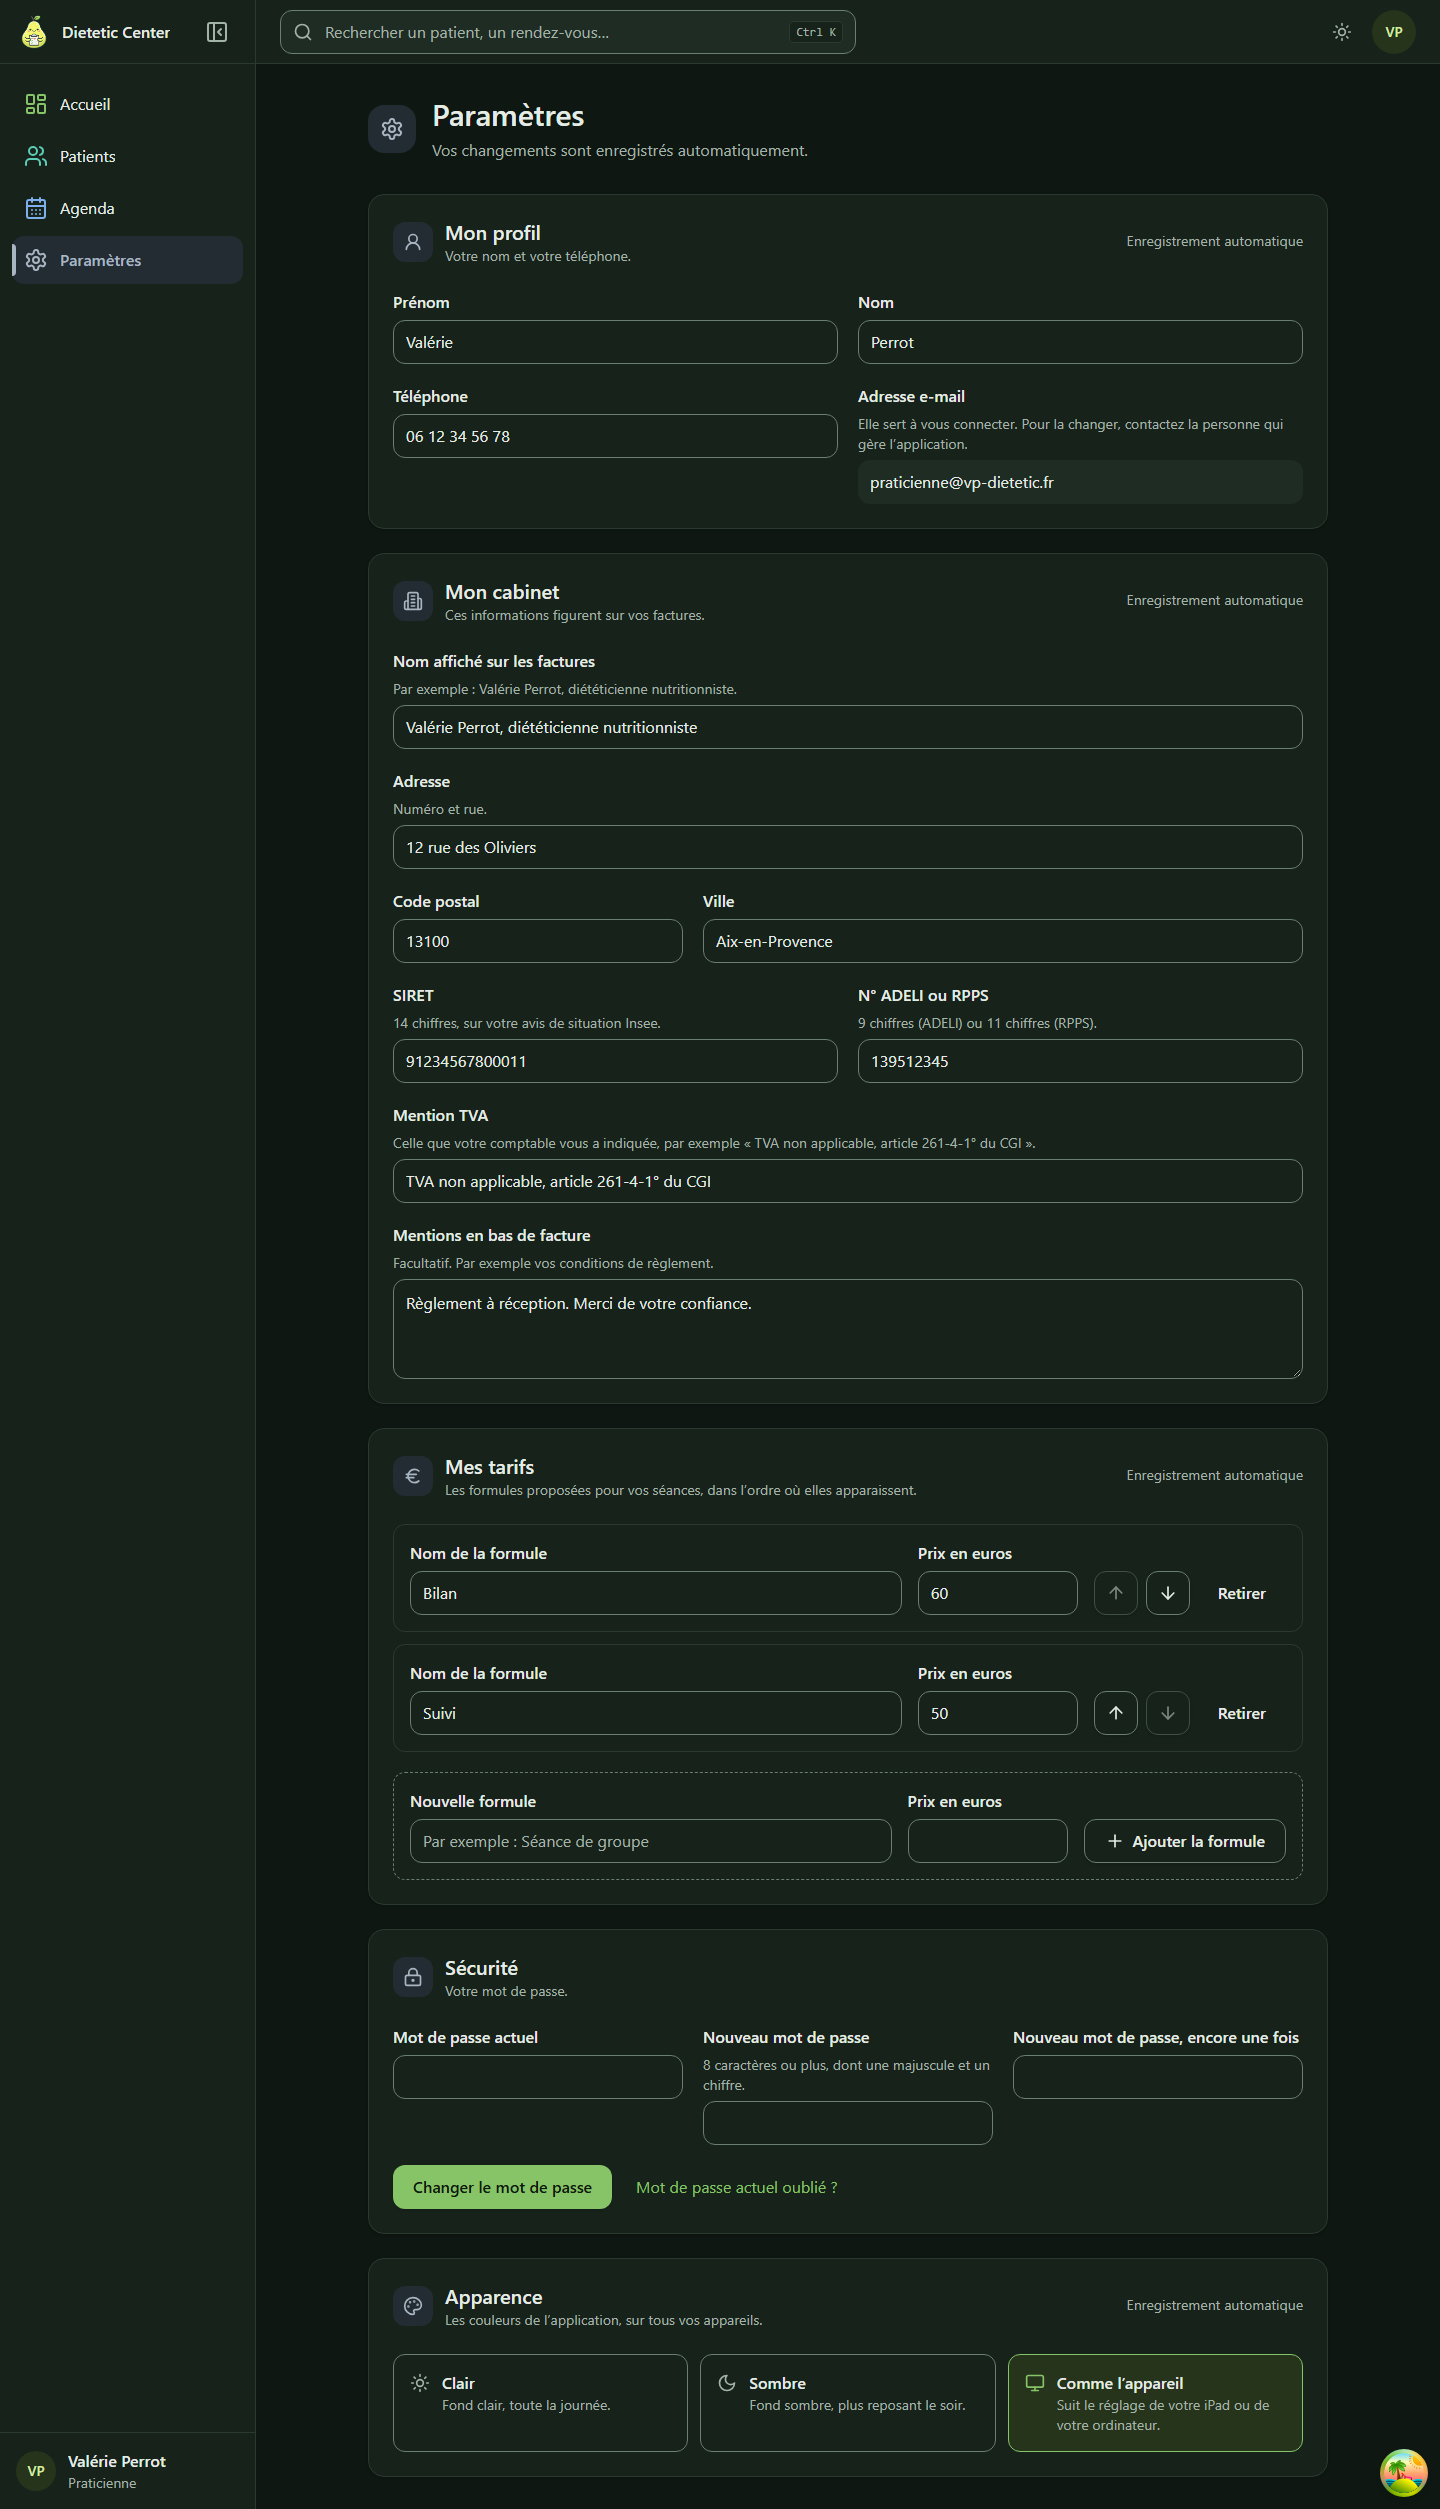 Dietetic Center
Rechercher un patient, un rendez-vous...
Ctrl K
VP
Accueil
Patients
Agenda
Paramètres
Paramètres
Vos changements sont enregistrés automatiquement.
Mon profil
Votre nom et votre téléphone.
Enregistrement automatique
Prénom
Nom
Valérie
Perrot
Téléphone
Adresse e-mail
06 12 34 56 78
Elle sert à vous connecter. Pour la changer, contactez la personne qui
gère l’application.
praticienne@vp-dietetic.fr
Mon cabinet
Ces informations figurent sur vos factures.
Enregistrement automatique
Nom affiché sur les factures
Par exemple : Valérie Perrot, diététicienne nutritionniste.
Valérie Perrot, diététicienne nutritionniste
Adresse
Numéro et rue.
12 rue des Oliviers
Code postal
Ville
13100
Aix-en-Provence
SIRET
N° ADELI ou RPPS
14 chiffres, sur votre avis de situation Insee.
9 chiffres (ADELI) ou 11 chiffres (RPPS).
91234567800011
139512345
Mention TVA
Celle que votre comptable vous a indiquée, par exemple « TVA non applicable, article 261-4-1° du CGI ».
TVA non applicable, article 261-4-1° du CGI
Mentions en bas de facture
Facultatif. Par exemple vos conditions de règlement.
Règlement à réception. Merci de votre confiance.
Mes tarifs
Les formules proposées pour vos séances, dans l’ordre où elles apparaissent.
Enregistrement automatique
Nom de la formule
Prix en euros
Bilan
60
Retirer
Nom de la formule
Prix en euros
Suivi
50
Retirer
Nouvelle formule
Prix en euros
Par exemple : Séance de groupe
Ajouter la formule
Sécurité
Votre mot de passe.
Mot de passe actuel
Nouveau mot de passe
Nouveau mot de passe, encore une fois
8 caractères ou plus, dont une majuscule et un
chiffre.
Changer le mot de passe
Mot de passe actuel oublié ?
Apparence
Les couleurs de l’application, sur tous vos appareils.
Enregistrement automatique
Clair
Fond clair, toute la journée.
Sombre
Fond sombre, plus reposant le soir.
Comme l’appareil
Suit le réglage de votre iPad ou de
votre ordinateur.
VP
Valérie Perrot
Praticienne